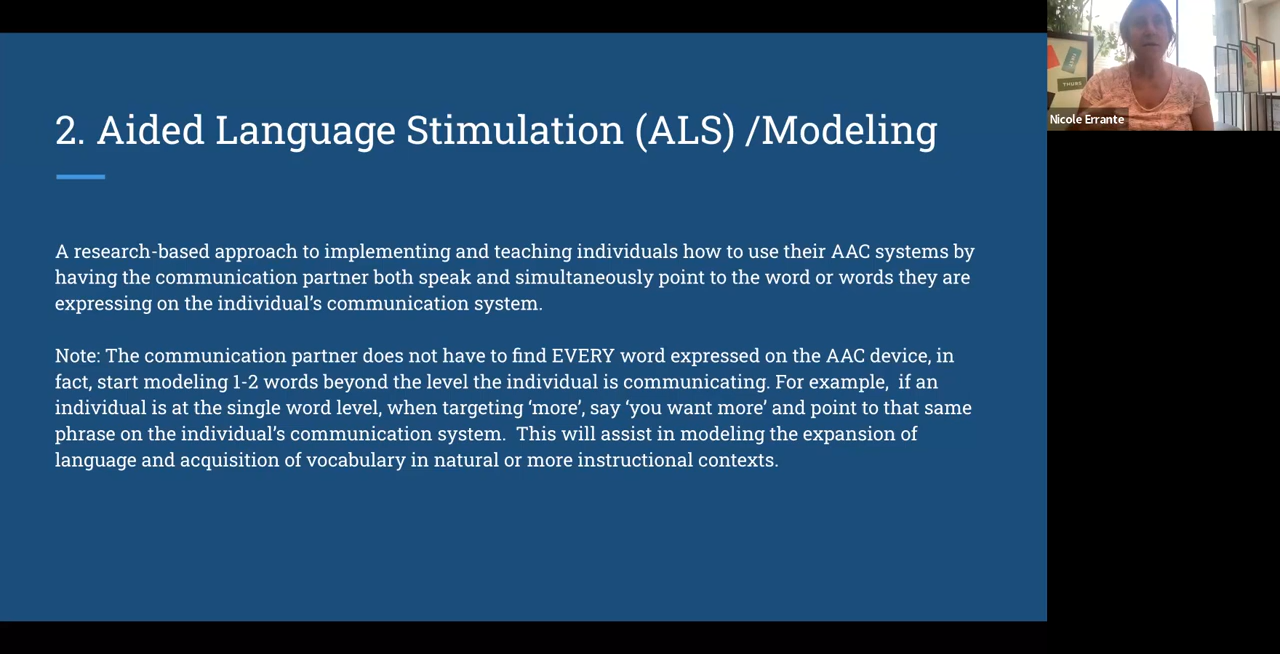 2. Aided Language Stimulation (ALS) /Modeling
A research-based approach to implementing and teaching individuals how to use their AAC systems by
having the communication partner both speak and simultaneously point to the word or words they are
expressing on the individual’s communication system.
Note: The communication partner does not have to find EVERY word expressed on the AAC device, in
fact, start modeling 1-2 words beyond the level the individual is communicating. For example,  if an
individual is at the single word level, when targeting ‘more’, say ‘you want more’ and point to that same
phrase on the individual’s communication system.  This will assist in modeling the expansion of
language and acquisition of vocabulary in natural or more instructional contexts.
THURS
Nicole Errante